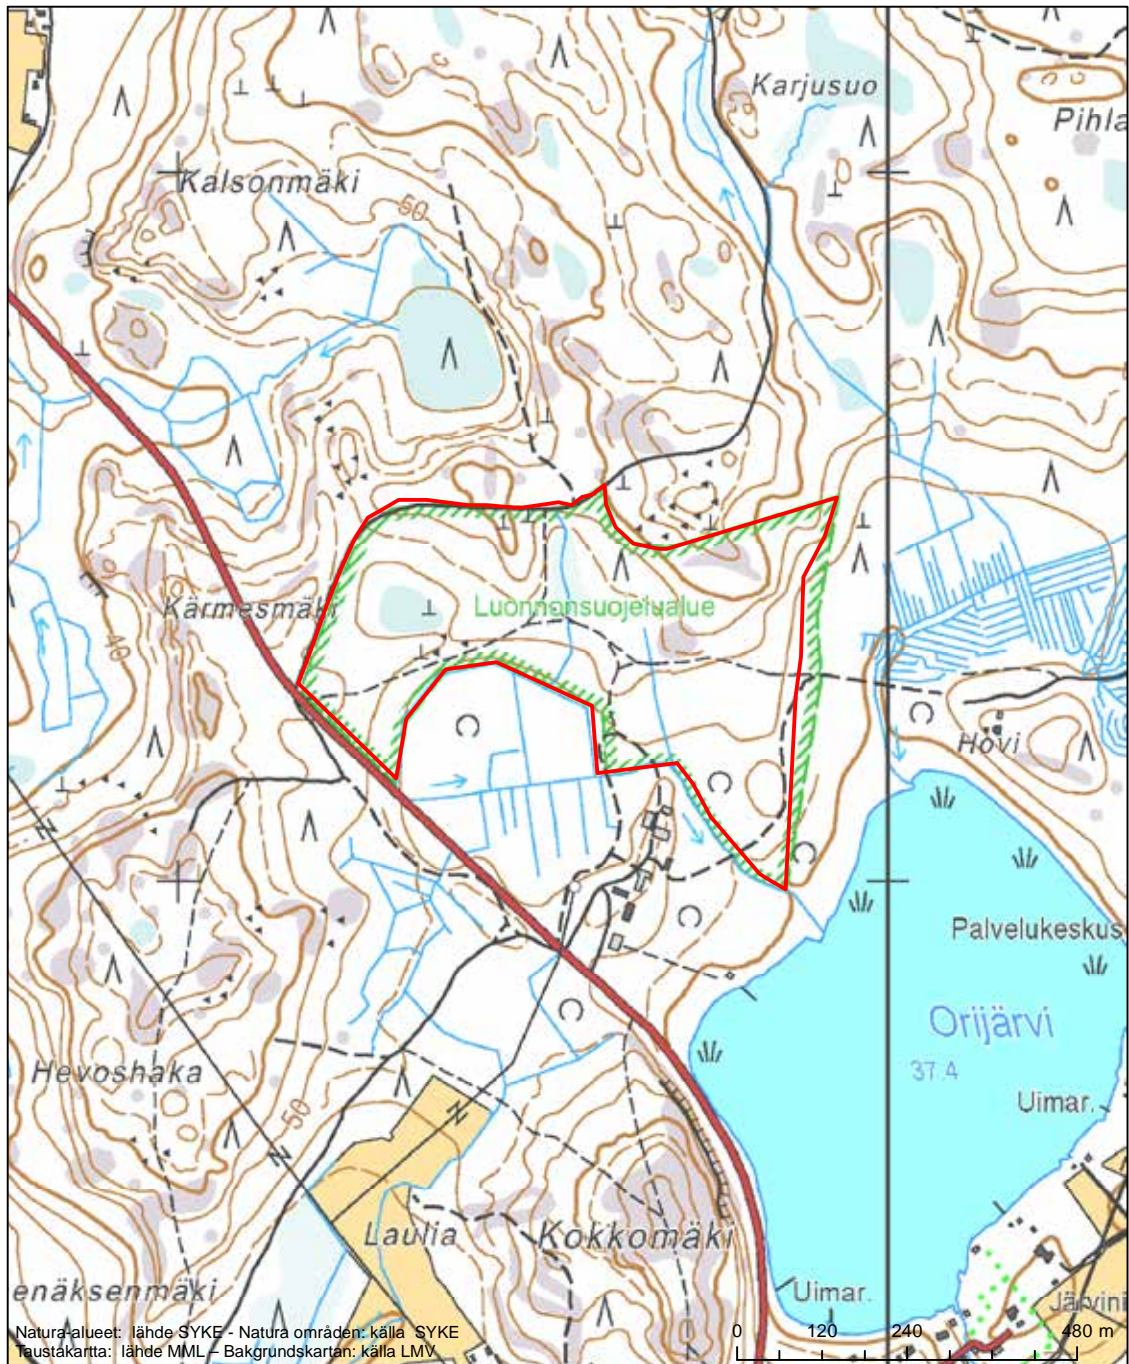 Karjusuo
Pihla
Kalsonmäki
50
Kärmesmäki
Luonnonsuojelualue
40
Hovi
Palvelukeskus
Orijärvi
37.4
Hevoshaka
Uimar.
50
Laulia
Kokkomäki
enäksenmäki
Uimar.
Järvini
Natura-alueet: lähde SYKE - Natura områden: källa SYKE
0 120 240 480 m
Taustakartta: lähde MML – Bakgrundskartan: källa LMV